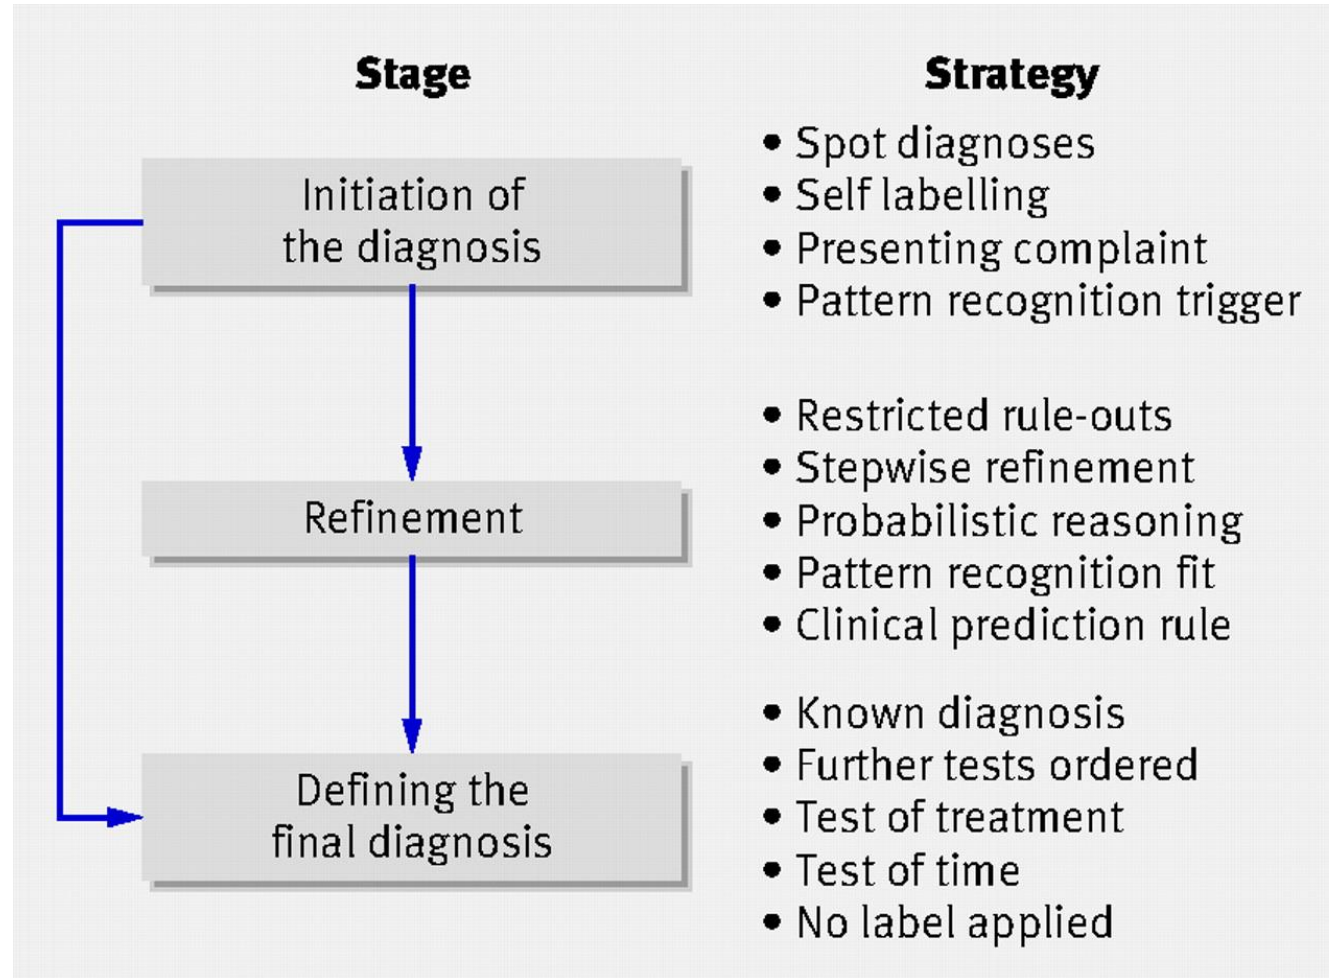 Stage
Strategy
Initiation of
the diagnosis
• Spot diagnoses
• Self labelling
• Presenting complaint
• Pattern recognition trigger
Refinement
• Restricted rule-outs
• Stepwise refinement
• Probabilistic reasoning
• Pattern recognition fit
• Clinical prediction rule
Defining the
final diagnosis
• Known diagnosis
• Further tests ordered
• Test of treatment
• Test of time
• No label applied